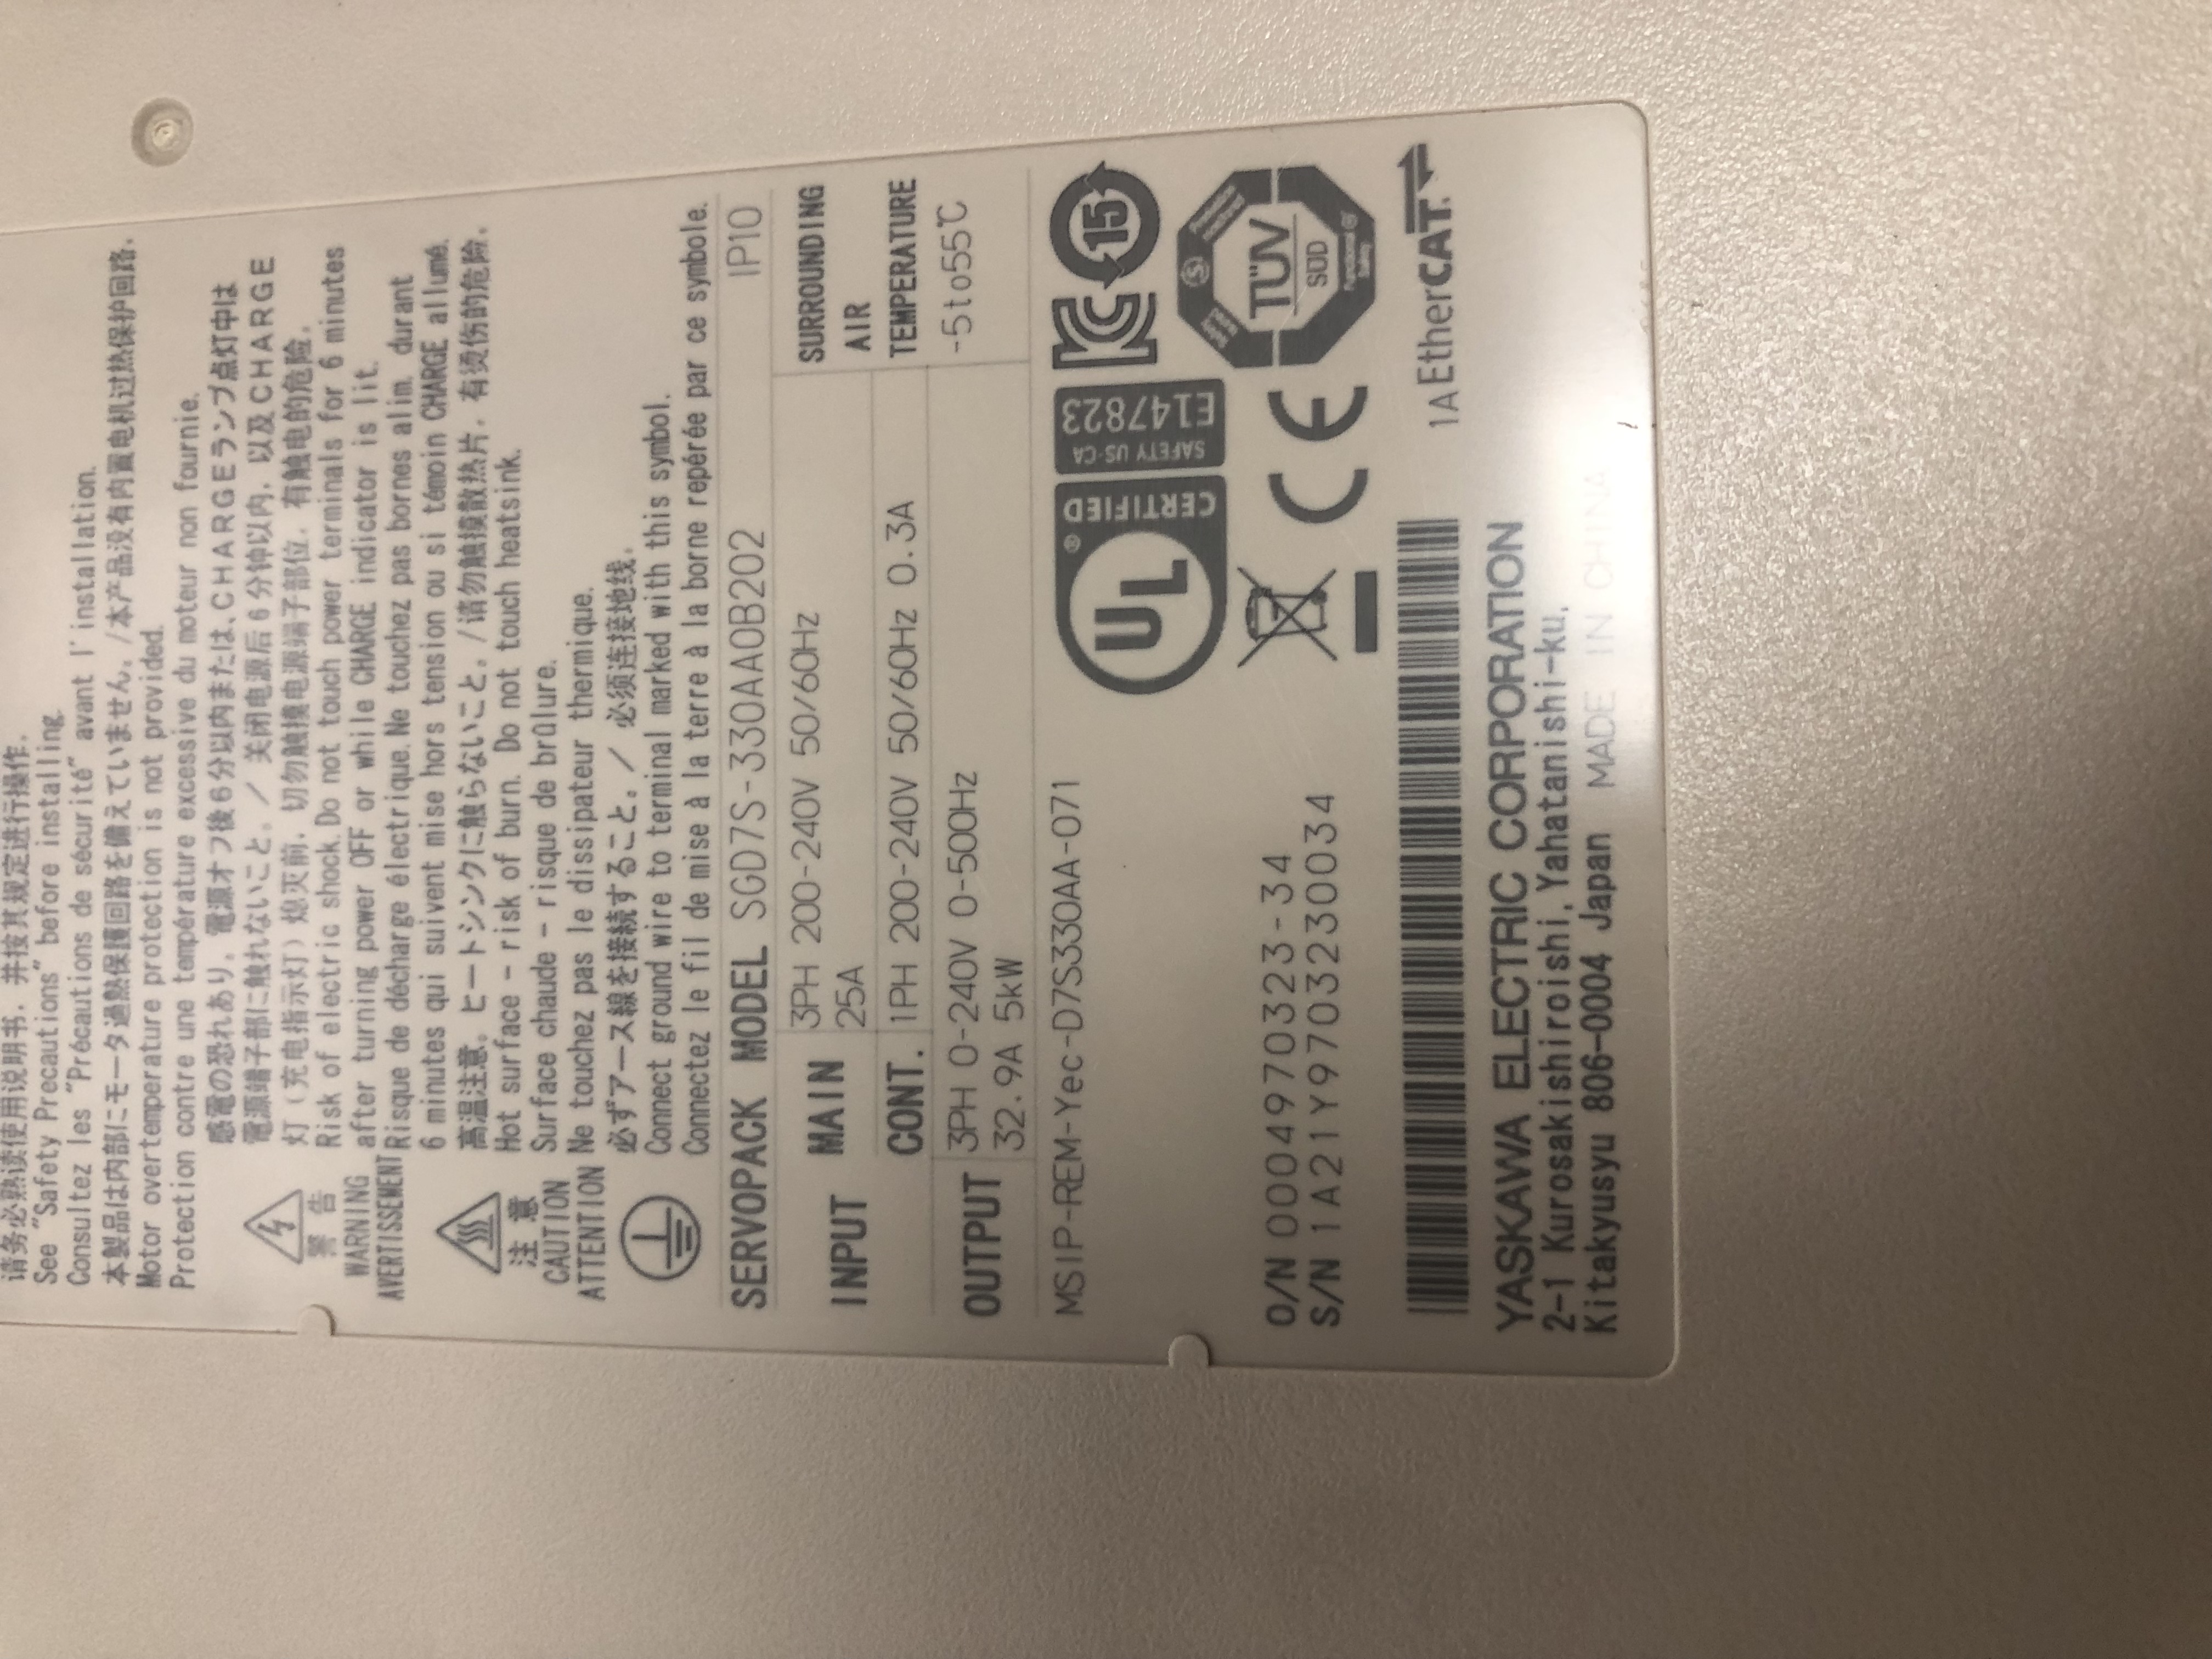 请务必熟读使用说明书，并按其规定进行操作。
See "Safety Precautions" before installing.
Consultez les "Précautions de sécurité" avant l'installation.
本製品は内部にモータ過熱保護回路を備えていません。/本产品没有内置电机过热保护回路。
Motor overtemperature protection is not provided.
Protection contre une température excessive du moteur non fournie.
警告
WARNING
AVERTISSEMENT
感電の恐れあり。電源オフ後6分以内または、CHARGEランプ点灯中は
電源端子部に触れないこと。/ 关闭电源后6分钟以内，以及CHARGE
灯（充电指示灯）熄灭前，切勿触摸电源端子部位，有触电的危险。
Risk of electric shock.Do not touch power terminals for 6 minutes
after turning power OFF or while CHARGE indicator is lit.
Risque de décharge électrique.Ne touchez pas bornes alim. durant
6 minutes qui suivent mise hors tension ou si témoin CHARGE allumé.
注意
CAUTION
ATTENTION
高温注意。ヒートシンクに触らないこと。/请勿触摸散热片，有烫伤的危险。
Hot surface - risk of burn. Do not touch heatsink.
Surface chaude - risque de brûlure.
Ne touchez pas le dissipateur thermique.
必ずアース線を接続すること。/ 必须连接地线。
Connect ground wire to terminal marked with this symbol.
Connectez le fil de mise à la terre à la borne repérée par ce symbole.
SERVOPACK MODEL SGD7S-330AA0B202 IP10
INPUT
MAIN
3PH 200-240V 50/60Hz
25A
CONT.
1PH 200-240V 50/60Hz 0.3A
SURROUNDING
AIR
TEMPERATURE
-5to55℃
OUTPUT
3PH 0-240V 0-500Hz
32.9A 5kW
MSIP-REM-Yec-D7S330AA-071
UL ® CERTIFIED
SAFETY US-CA
E147823
15
TÜV
SÜD
CE
O/N 0004970323-34
S/N 1A21Y9703230034
1A EtherCAT
YASKAWA ELECTRIC CORPORATION
2-1 Kurosakishiroishi, Yahatanishi-ku,
Kitakyusyu 806-0004 Japan MADE IN CHINA